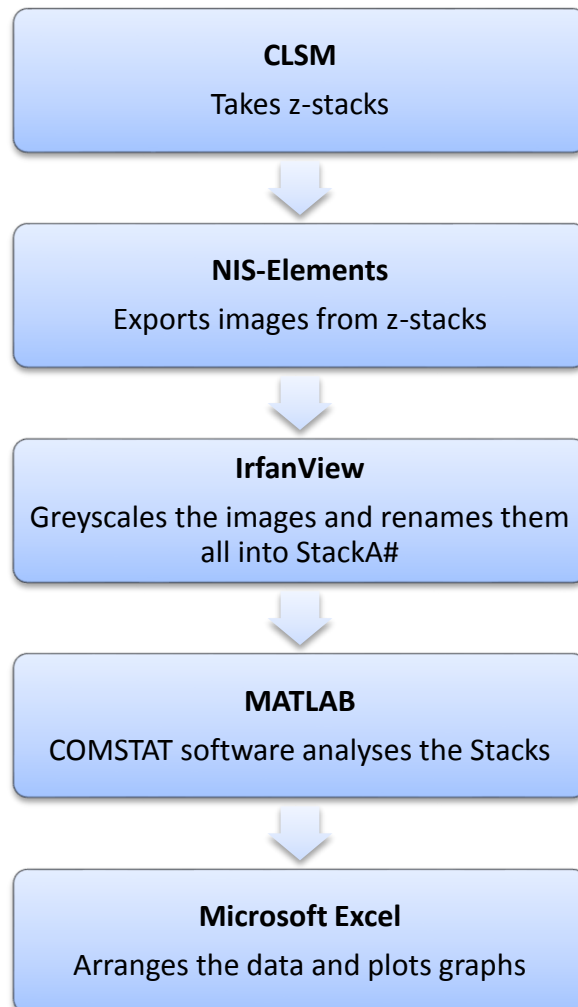 CLSM
Takes z-stacks
NIS-Elements
Exports images from z-stacks
IrfanView
Greyscales the images and renames them
all into StackA#
MATLAB
COMSTAT software analyses the Stacks
Microsoft Excel
Arranges the data and plots graphs